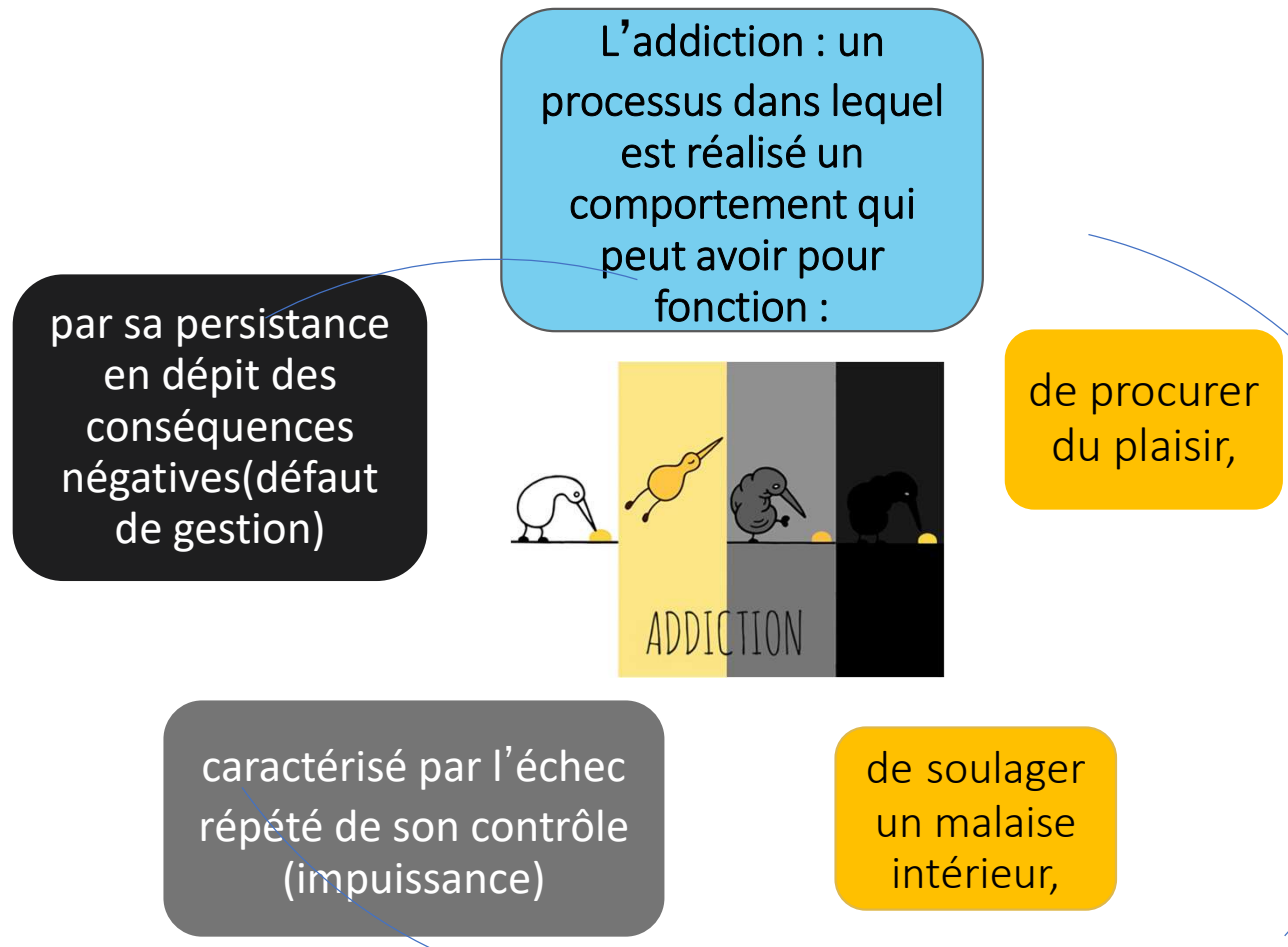 L’addiction : un
processus dans lequel
est réalisé un
comportement qui
peut avoir pour
fonction :
de procurer
du plaisir,
de soulager
un malaise
intérieur,
caractérisé par l’échec
répété de son contrôle
(impuissance)
par sa persistance
en dépit des
conséquences
négatives(défaut
de gestion)
ADDICTION